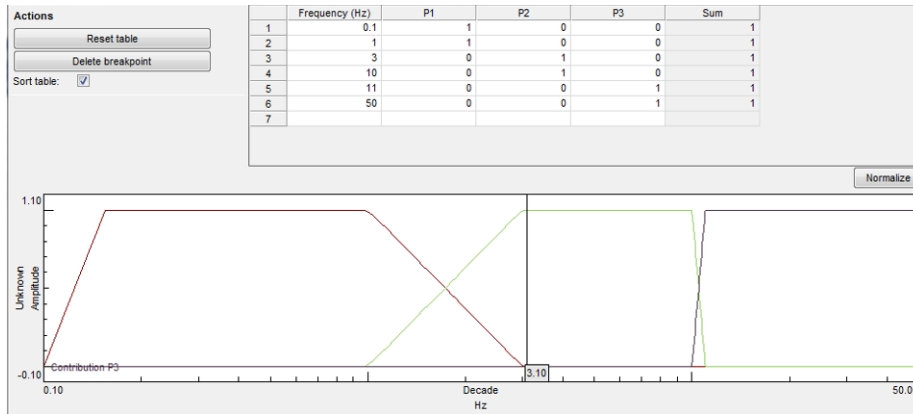 Actions
Reset table
Delete breakpoint
Sort table:
Frequency (Hz) P1 P2 P3 Sum
1 0.1 1 0 0 1
2 1 1 0 0 1
3 3 0 1 0 1
4 10 0 1 0 1
5 11 0 0 1 1
6 50 0 0 1 1
7
Normalize
1.10
Unknown
Amplitude
-0.10
Contribution P3
3.10
0.10 Decade 50.0
Hz